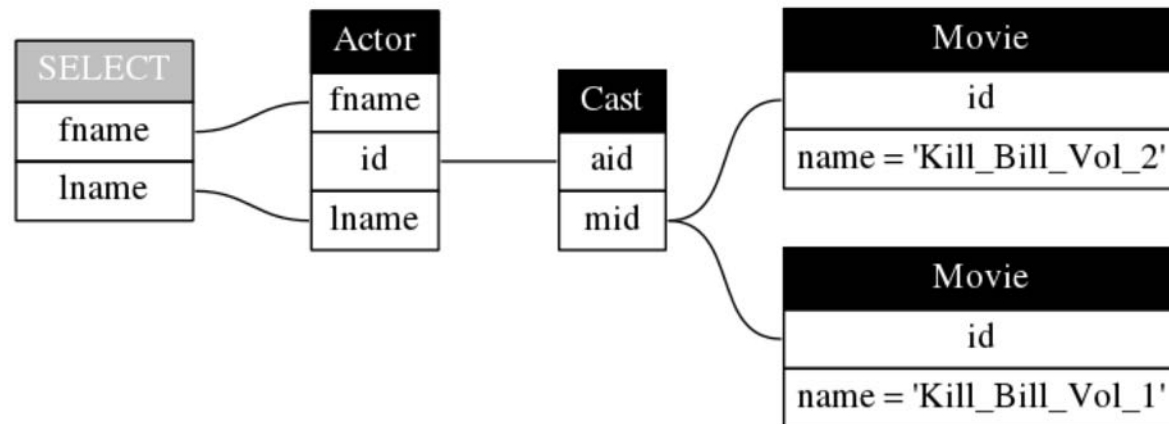 SELECT
fname
lname
Actor
fname
id
lname
Cast
aid
mid
Movie
id
name = 'Kill_Bill_Vol_2'
Movie
id
name = 'Kill_Bill_Vol_1'